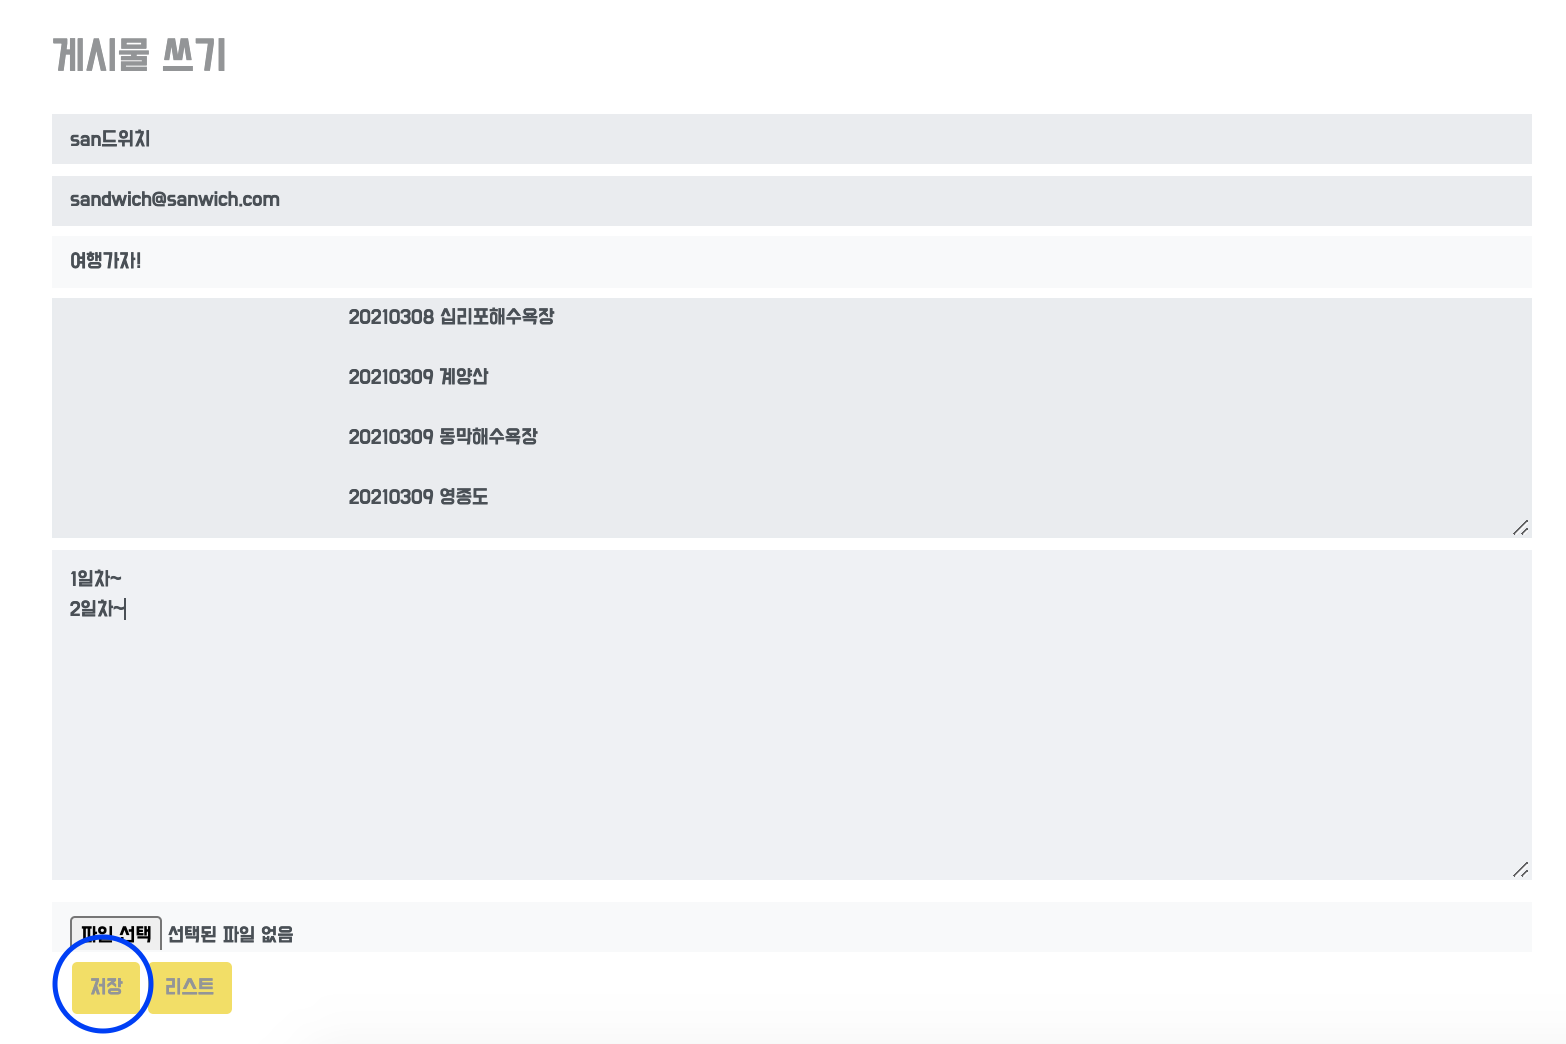 게시물 쓰기
san드위치
sandwich@sanwich.com
여행가자!
20210308 십리포해수욕장
20210309 계양산
20210309 동막해수욕장
20210309 영종도
1일차~
2일차~
파일 선택 선택된 파일 없음
저장 리스트